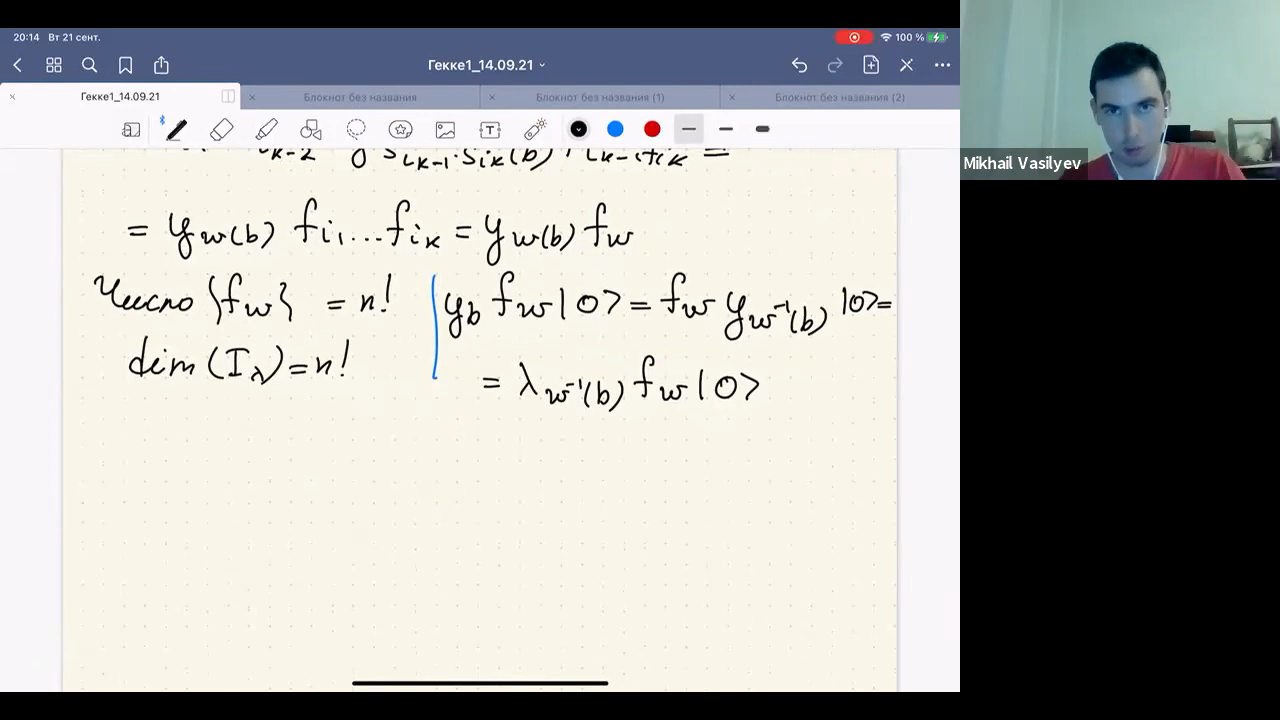 20:14 Вт 21 сент.
100 %
Гекке1_14.09.21
Гекке1_14.09.21
Блокнот без названия
Блокнот без названия (1)
Блокнот без названия (2)
Mikhail Vasilyev
= y_{w(b)} f_{i_1} ... f_{i_k} = y_{w(b)} f_w
Число {f_w} = n!
dim (I_λ) = n!
y_b f_w |0> = f_w y_{w^{-1}(b)} |0> =
= λ_{w^{-1}(b)} f_w |0>